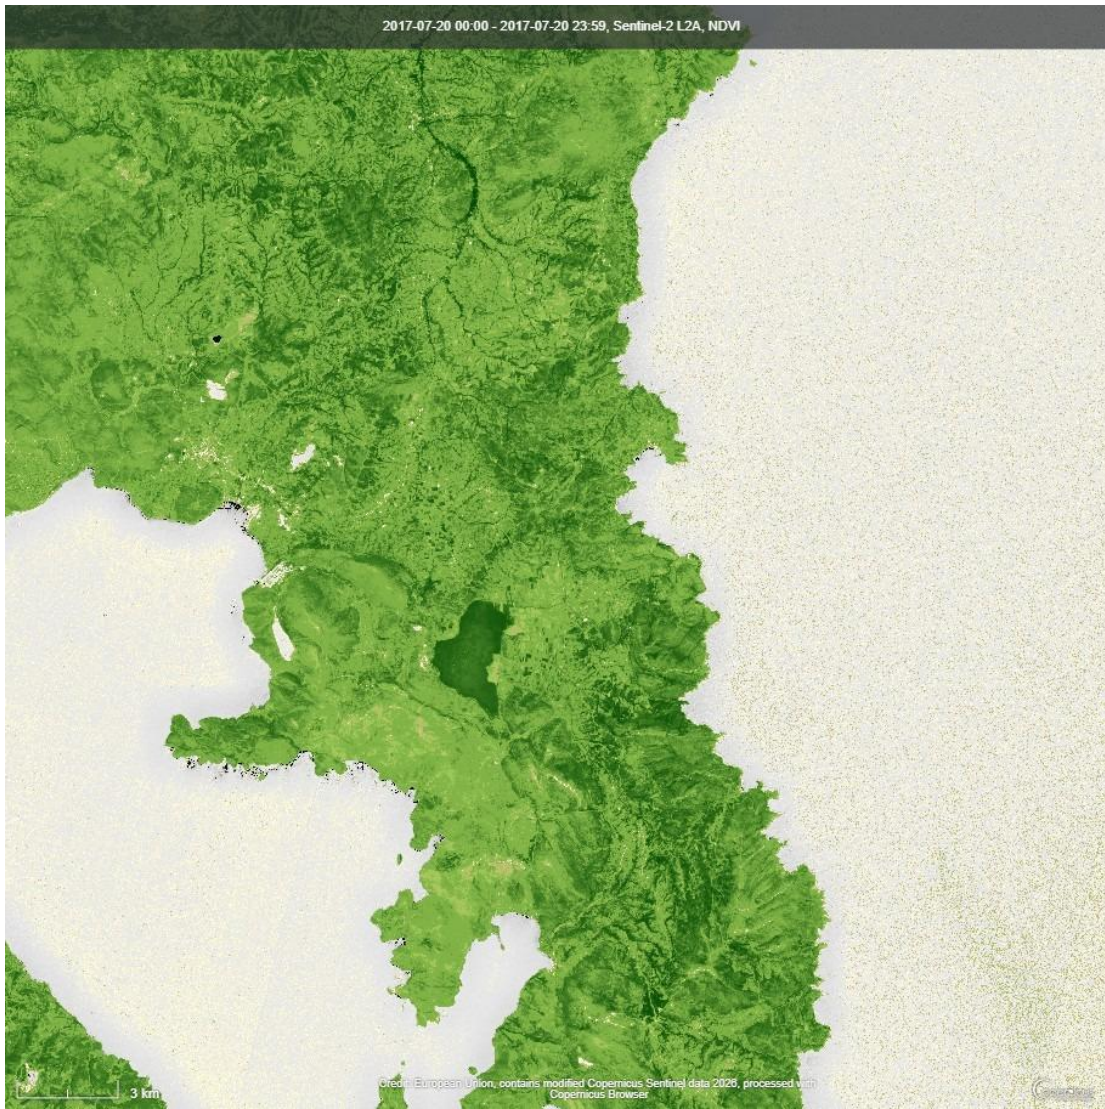 2017-07-20 00:00 - 2017-07-20 23:59, Sentinel-2 L2A, NDVI
3 km
Credit: European Union, contains modified Copernicus Sentinel data 2026, processed with
Copernicus Browser